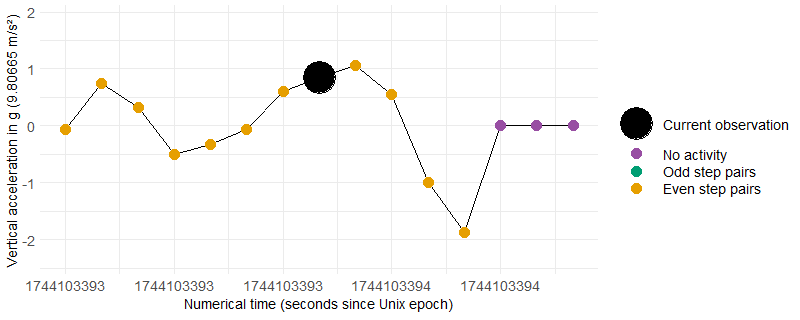 Vertical acceleration in g (9.80665 m/s²)
2
1
0
-1
-2
1744103393 1744103393 1744103393 1744103394 1744103394
Numerical time (seconds since Unix epoch)
Current observation
No activity
Odd step pairs
Even step pairs